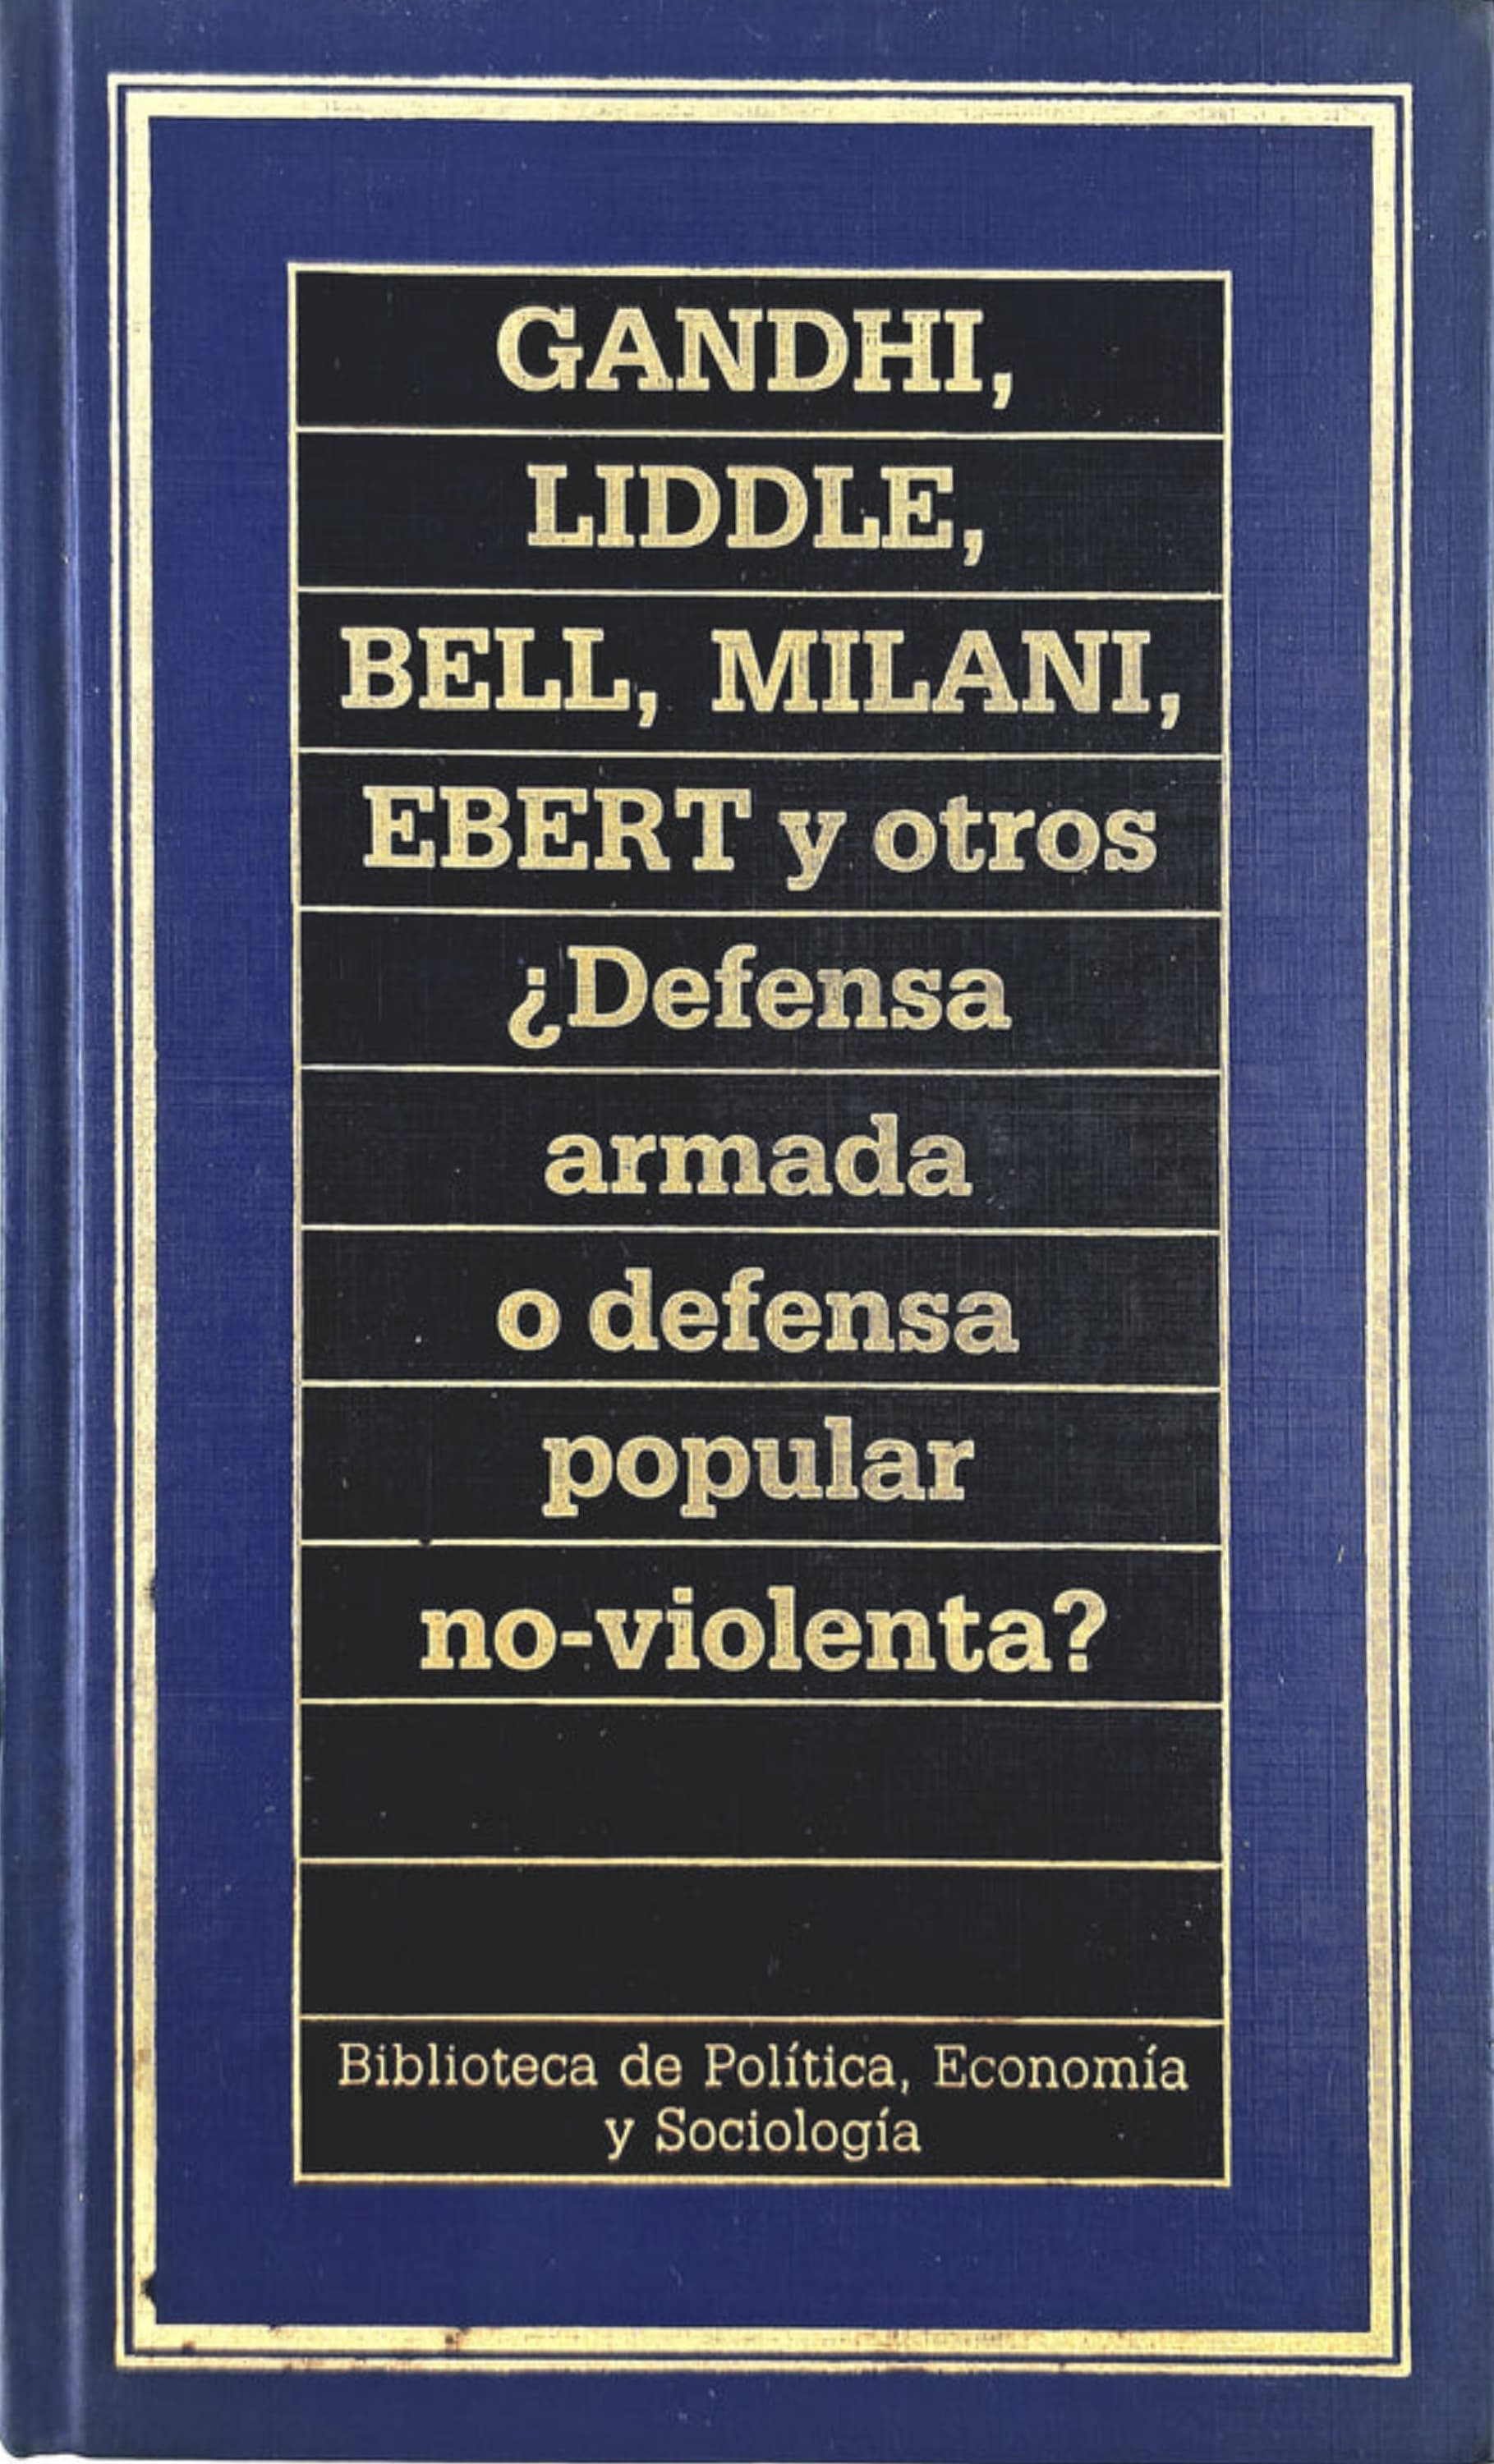 GANDHI,
LIDDLE,
BELL, MILANI,
EBERT y otros
¿Defensa
armada
o defensa
popular
no-violenta?
Biblioteca de Política, Economía
y Sociología